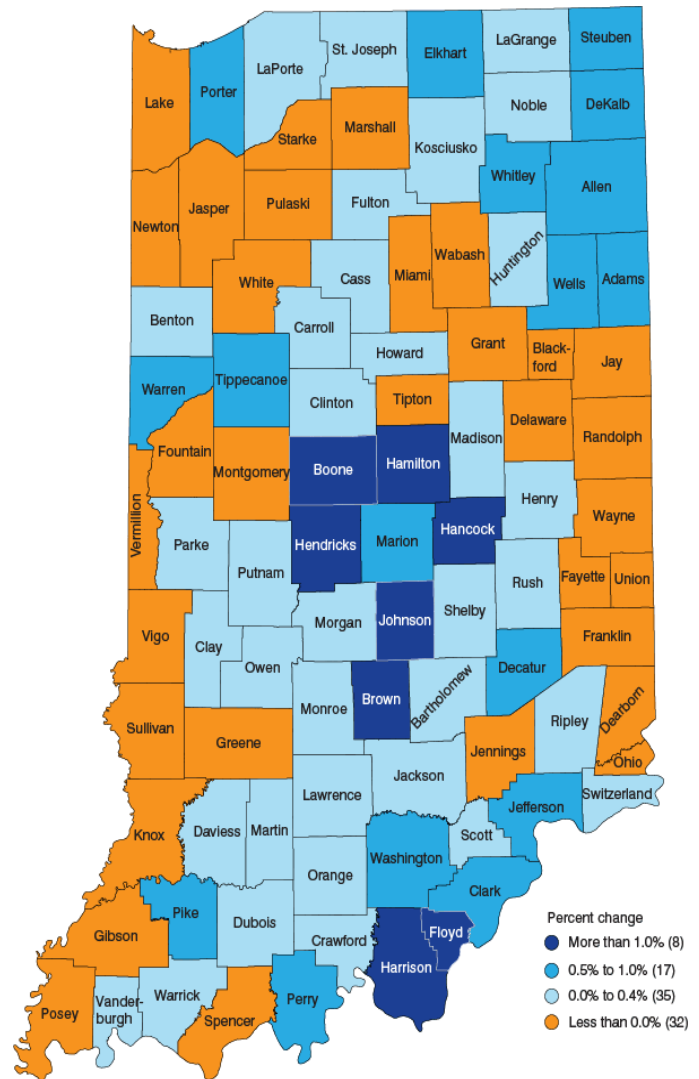 St. Joseph
LaGrange
Steuben
Elkhart
LaPorte
Porter
Lake
Noble
DeKalb
Starke
Marshall
Kosciusko
Whitley
Allen
Newton
Jasper
Pulaski
Fulton
Miami
Wabash
Huntington
Wells
Adams
White
Cass
Benton
Carroll
Howard
Grant
Black-
ford
Jay
Warren
Tippecanoe
Clinton
Tipton
Madison
Delaware
Randolph
Fountain
Montgomery
Boone
Hamilton
Henry
Wayne
Vermillion
Parke
Putnam
Hendricks
Marion
Hancock
Rush
Fayette
Union
Vigo
Clay
Owen
Morgan
Johnson
Shelby
Franklin
Decatur
Sullivan
Greene
Monroe
Brown
Bartholomew
Jennings
Ripley
Dearborn
Ohio
Switzerland
Knox
Daviess
Martin
Lawrence
Jackson
Scott
Jefferson
Washington
Clark
Orange
Gibson
Pike
Dubois
Crawford
Harrison
Floyd
Posey
Vander-
burgh
Warrick
Spencer
Perry
Percent change
More than 1.0% (8)
0.5% to 1.0% (17)
0.0% to 0.4% (35)
Less than 0.0% (32)